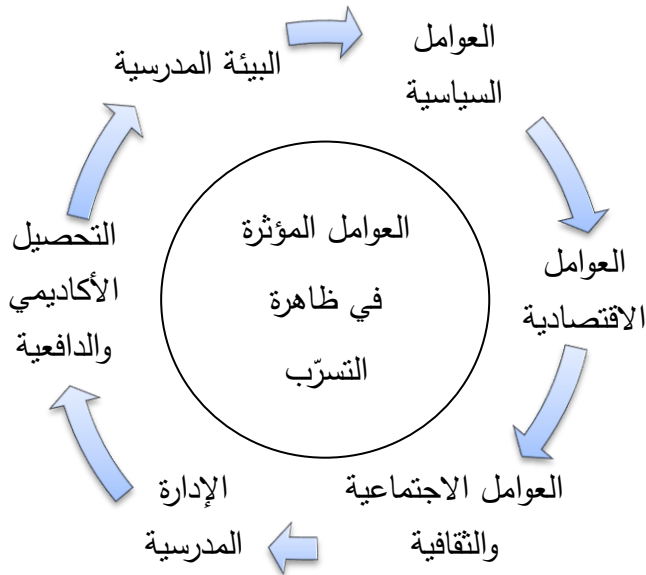 العوامل
السياسية
العوامل
الاقتصادية
العوامل الاجتماعية
والثقافية
الإدارة
المدرسية
التحصيل
الأكاديمي
والدافعية
البيئة المدرسية
العوامل المؤثرة
في ظاهرة
التسرّب